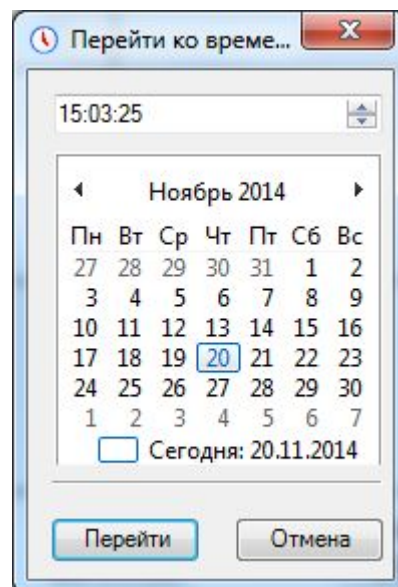 Перейти ко време...
15:03:25
Ноябрь 2014
Пн Вт Ср Чт Пт Сб Вс
27 28 29 30 31 1 2
3 4 5 6 7 8 9
10 11 12 13 14 15 16
17 18 19 20 21 22 23
24 25 26 27 28 29 30
1 2 3 4 5 6 7
Сегодня: 20.11.2014
Перейти Отмена